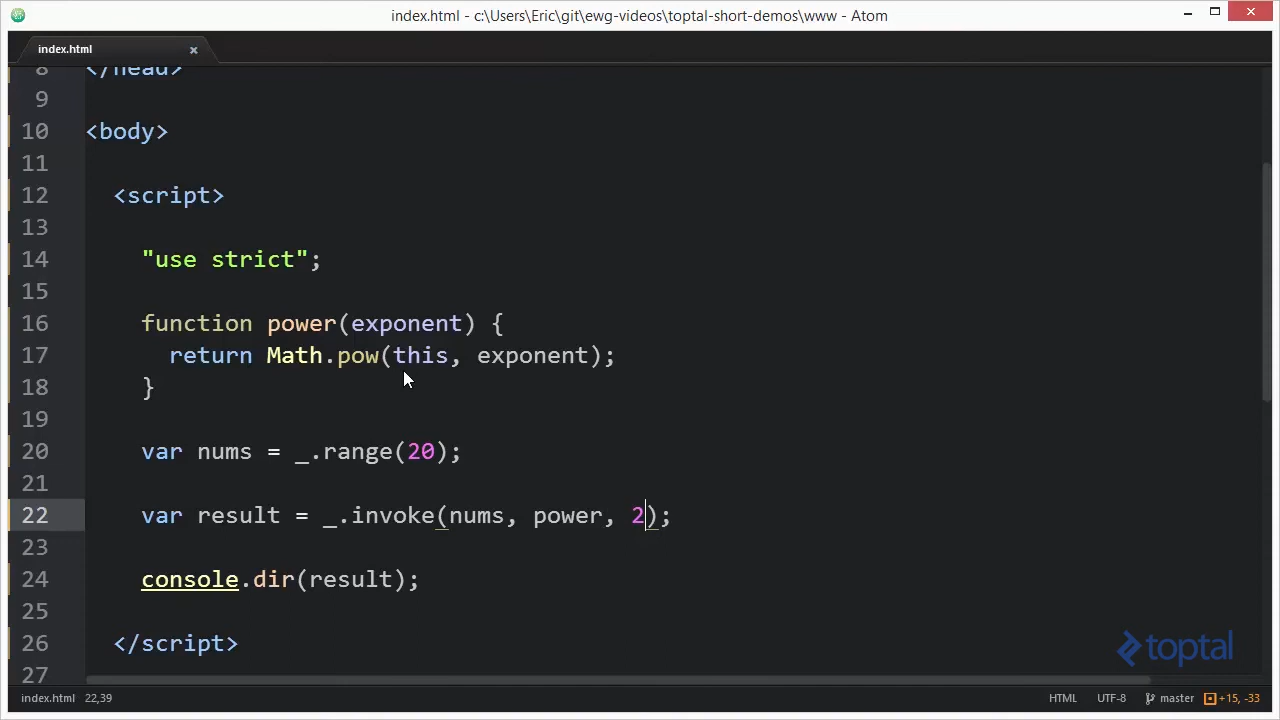 index.html - c:\Users\Eric\git\ewg-videos\toptal-short-demos\www - Atom
index.html
8 </head>
9
10 <body>
11
12 <script>
13
14 "use strict";
15
16 function power(exponent) {
17 return Math.pow(this, exponent);
18 }
19
20 var nums = _.range(20);
21
22 var result = _.invoke(nums, power, 2);
23
24 console.dir(result);
25
26 </script>
27
toptal
index.html 22,39 HTML UTF-8 master +15, -33